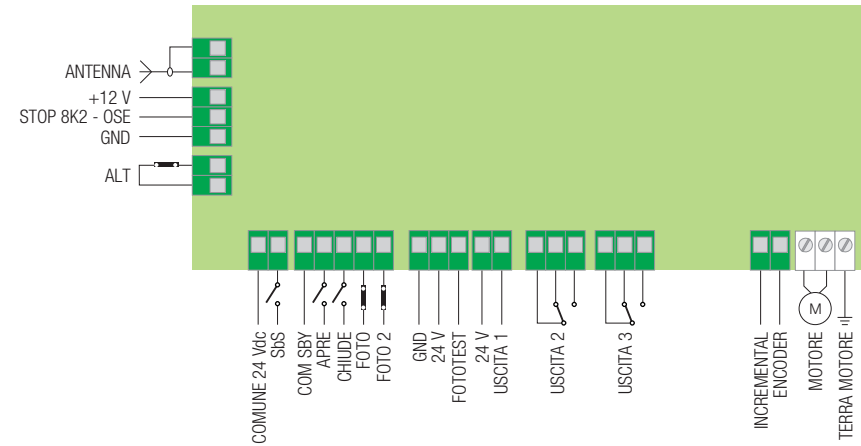 ANTENNA
+12 V
STOP 8K2 - OSE
GND
ALT
COMUNE 24 Vdc
SbS
COM SBY
APRE
CHIUDE
FOTO
FOTO 2
GND
24 V
FOTOTEST
24 V
USCITA 1
USCITA 2
USCITA 3
INCREMENTAL
ENCODER
M
MOTORE
TERRA MOTORE